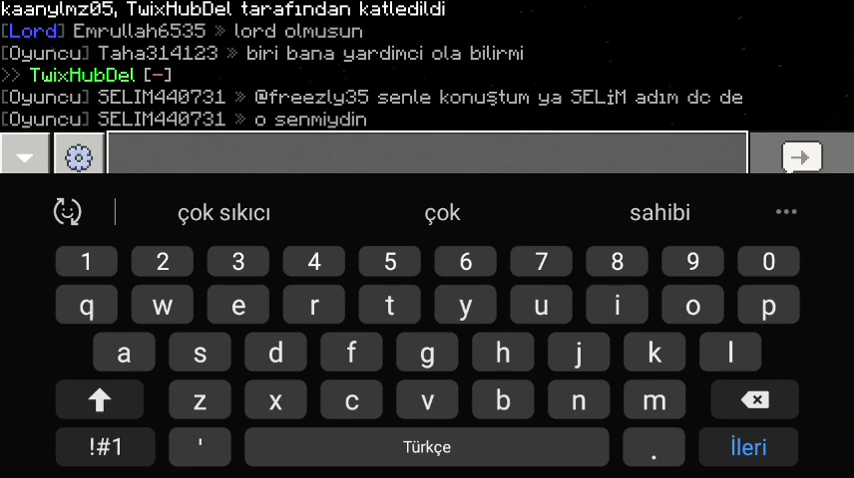 kaanylmz05, TwixHubDel tarafından katledildi
[Lord] Emrullah6535 » lord olmusun
[Oyuncu] Taha314123 » biri bana yardimci ola bilirmi
>> TwixHubDel [-]
[Oyuncu] SELIM440731 » @freezly35 senle konuştum ya SELİM adım dc de
[Oyuncu] SELIM440731 » o senmiydin
çok sıkıcı çok sahibi ...
1 2 3 4 5 6 7 8 9 0
q w e r t y u i o p
a s d f g h j k l
z x c v b n m
!#1 ' Türkçe . İleri